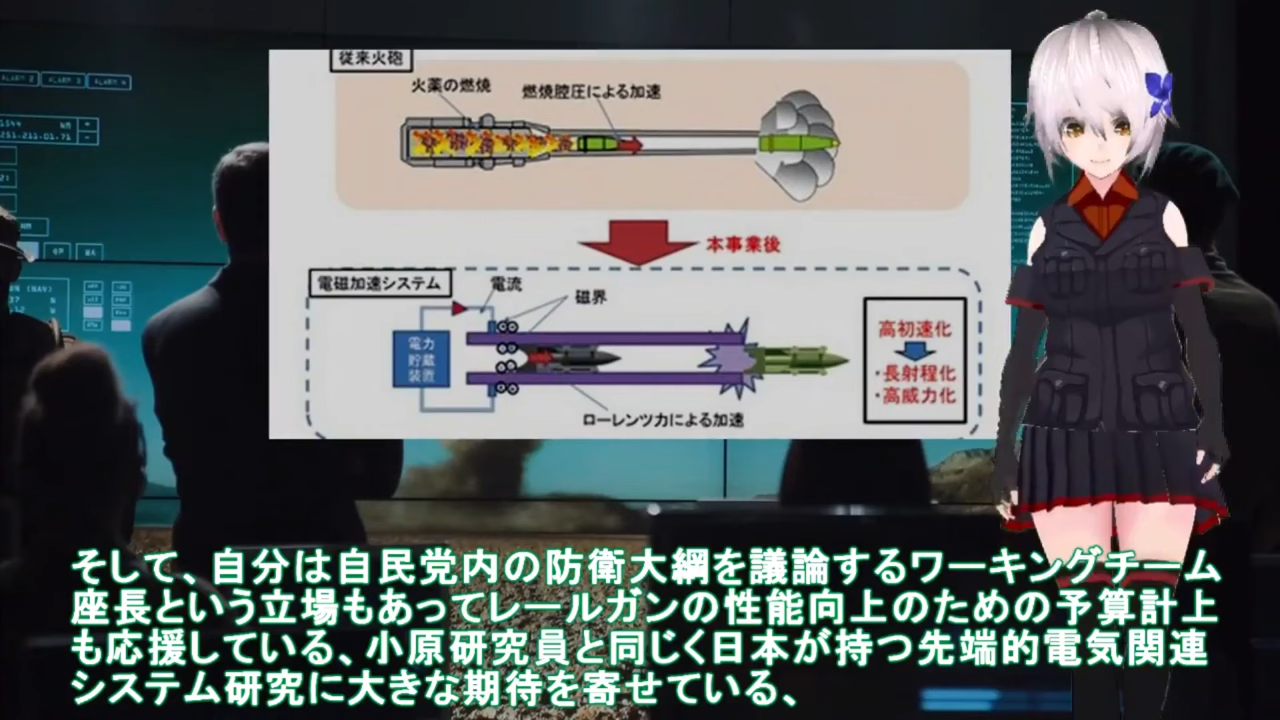 従来火砲
火薬の燃焼
燃焼腔圧による加速
本事業後
電磁加速システム
電流
磁界
電力
貯蔵
装置
高初速化
・長射程化
・高威力化
ローレンツ力による加速
そして、自分は自民党内の防衛大綱を議論するワーキングチーム
座長という立場もあってレールガンの性能向上のための予算計上
も応援している、小原研究員と同じく日本が持つ先端的電気関連
システム研究に大きな期待を寄せている、